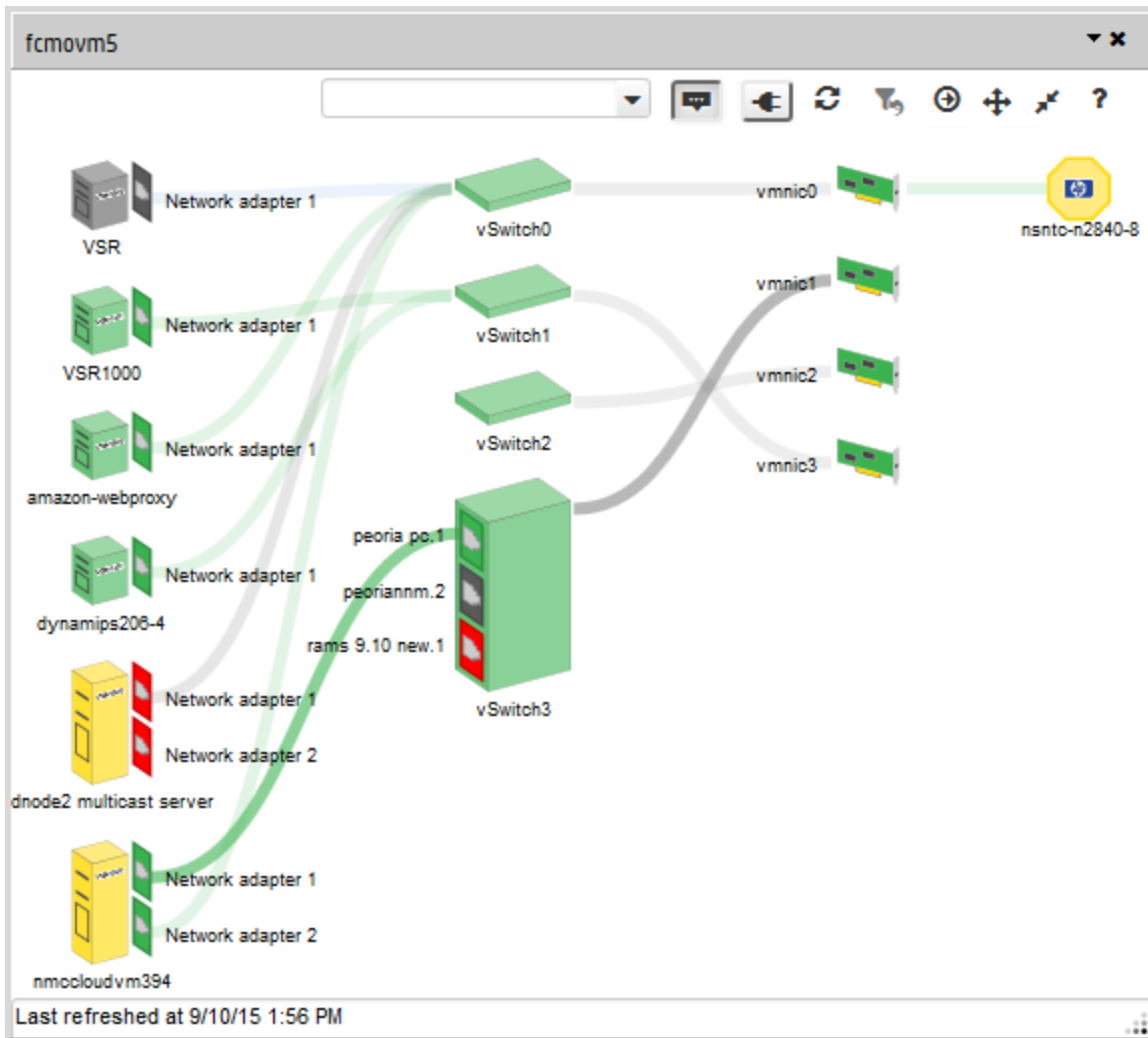 fcmovm5
?
VSR
Network adapter 1
VSR1000
Network adapter 1
amazon-webproxy
Network adapter 1
dynamips206-4
Network adapter 1
dnode2 multicast server
Network adapter 1
Network adapter 2
nmccloudvm394
Network adapter 1
Network adapter 2
vSwitch0
vSwitch1
vSwitch2
peoria pc.1
peoriannm.2
rams 9.10 new.1
vSwitch3
vmnic0
vmnic1
vmnic2
vmnic3
hp
nsntc-n2840-8
Last refreshed at 9/10/15 1:56 PM